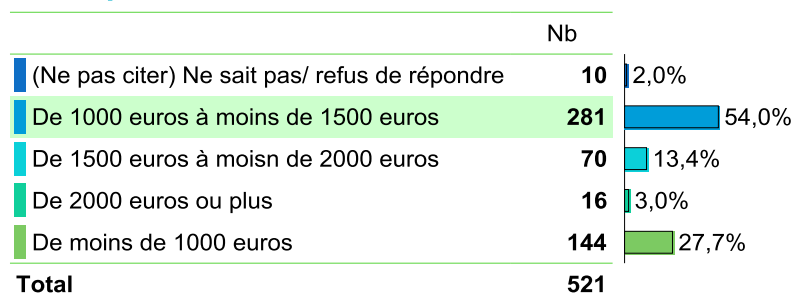 Nb
(Ne pas citer) Ne sait pas/ refus de répondre 10 2,0%
De 1000 euros à moins de 1500 euros 281 54,0%
De 1500 euros à moisn de 2000 euros 70 13,4%
De 2000 euros ou plus 16 3,0%
De moins de 1000 euros 144 27,7%
Total 521